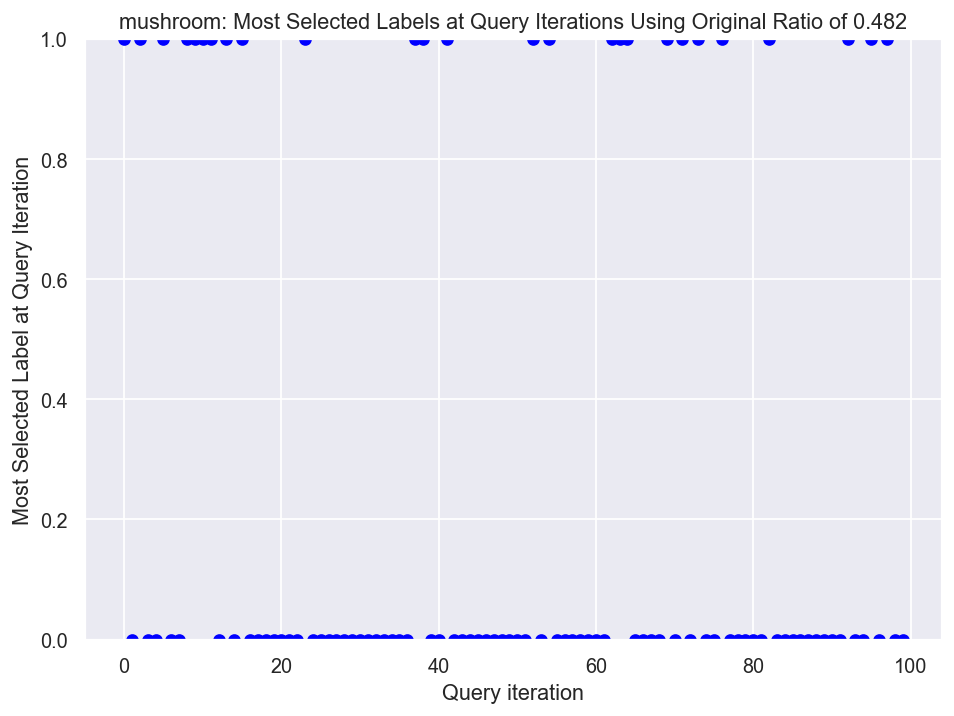 mushroom: Most Selected Labels at Query Iterations Using Original Ratio of 0.482
1.0
0.8
0.6
0.4
0.2
0.0
Most Selected Label at Query Iteration
0 20 40 60 80 100
Query iteration